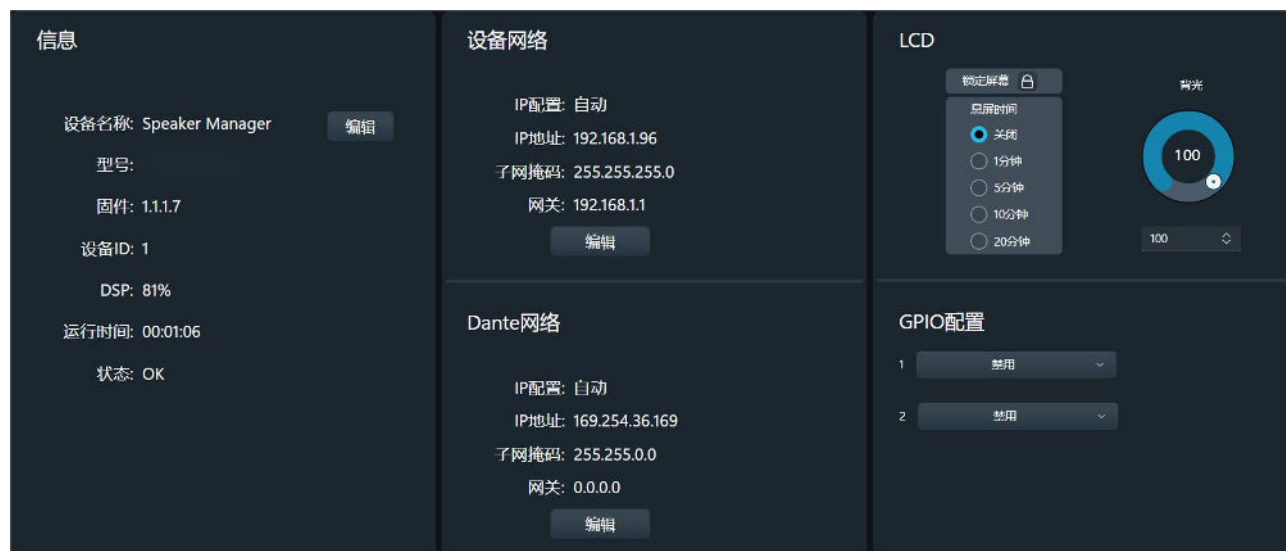 信息
设备名称: Speaker Manager
编辑
型号:
固件: 1.1.1.7
设备ID: 1
DSP: 81%
运行时间: 00:01:06
状态: OK
设备网络
IP配置: 自动
IP地址: 192.168.1.96
子网掩码: 255.255.255.0
网关: 192.168.1.1
编辑
Dante网络
IP配置: 自动
IP地址: 169.254.36.169
子网掩码: 255.255.0.0
网关: 0.0.0.0
编辑
LCD
锁定屏幕
息屏时间
关闭
1分钟
5分钟
10分钟
20分钟
背光
100
100
GPIO配置
1 禁用
2 禁用